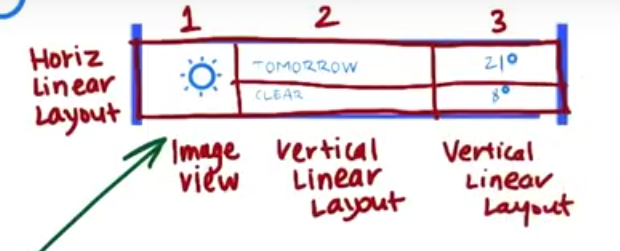 1 2 3
Horiz
Linear
Layout
TOMORROW
CLEAR
21°
8°
Image
view
Vertical
Linear
Layout
Vertical
Linear
Layout